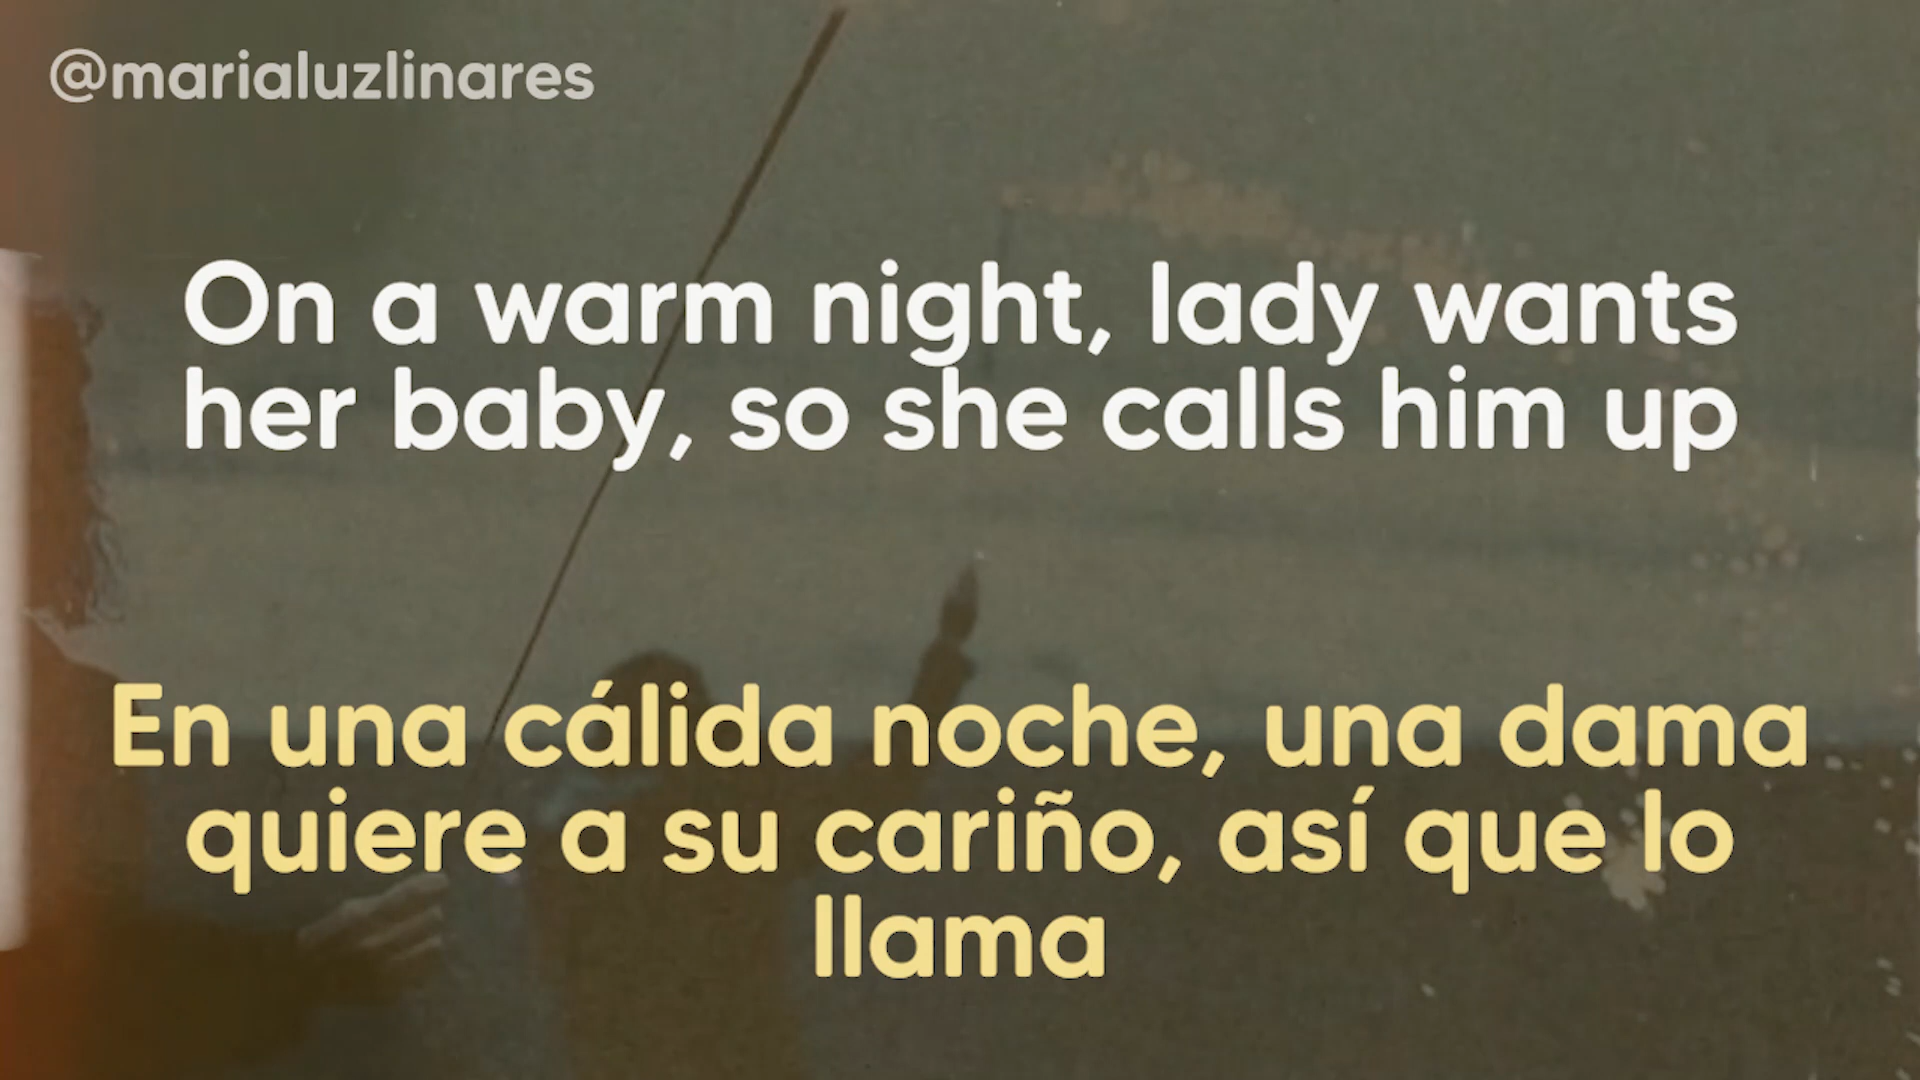 @marialuzlinares
On a warm night, lady wants
her baby, so she calls him up
En una cálida noche, una dama
quiere a su cariño, así que lo
llama